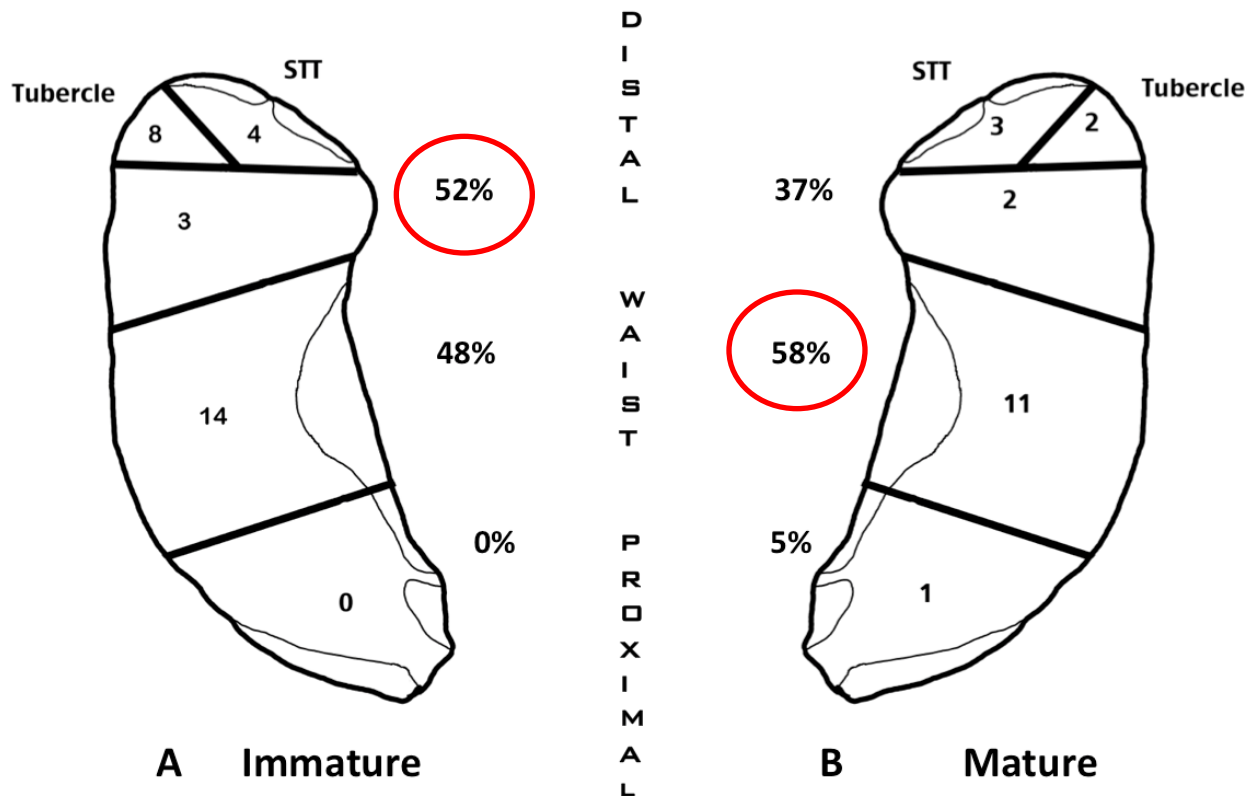 STT
Tubercle
8
4
52%
3
48%
14
0%
0
A Immature
DISTAL
WAIST
PROXIMAL
STT
Tubercle
3
2
37%
2
58%
11
5%
1
B Mature